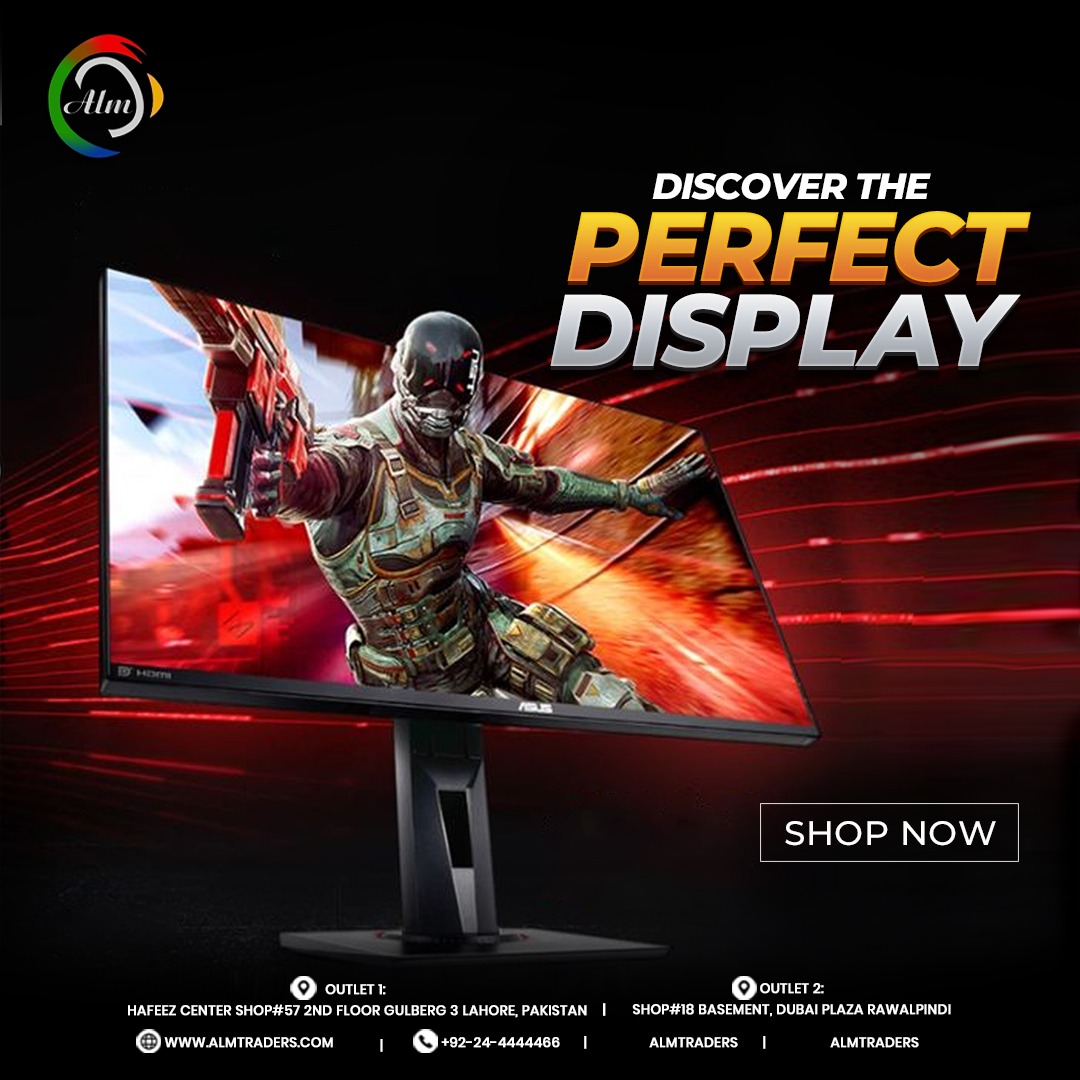 Alm
DISCOVER THE
PERFECT
DISPLAY
HDMI
ASUS
SHOP NOW
OUTLET 1:
HAFEEZ CENTER SHOP#57 2ND FLOOR GULBERG 3 LAHORE, PAKISTAN |
OUTLET 2:
SHOP#18 BASEMENT, DUBAI PLAZA RAWALPINDI
WWW.ALMTRADERS.COM | +92-24-4444466 | ALMTRADERS | ALMTRADERS